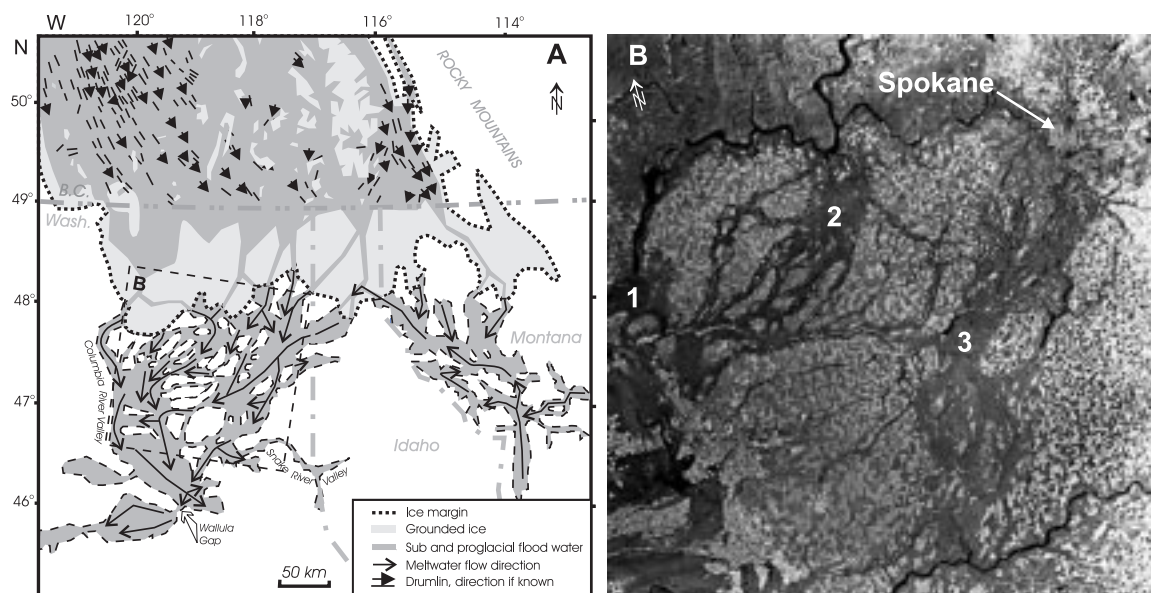 W
120°
118°
116°
114°
N
A
N
ROCKY MOUNTAINS
50°
B.C.
49°
Wash.
B
48°
Montana
Columbia River Valley
47°
Idaho
Snake River Valley
46°
Wallula
Gap
Ice margin
Grounded ice
Sub and proglacial flood water
Meltwater flow direction
Drumlin, direction if known
50 km
B
N
Spokane
2
1
3